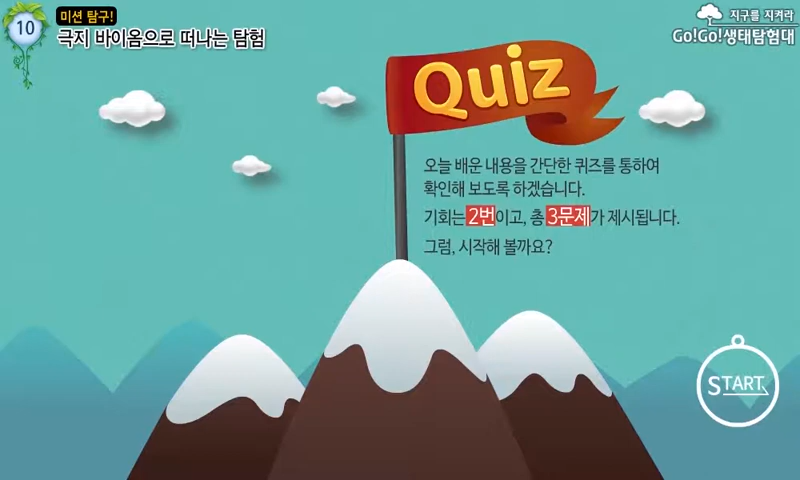 10
미션 탐구!
극지 바이옴으로 떠나는 탐험
지구를 지켜라
Go!Go!생태탐험대
Quiz
오늘 배운 내용을 간단한 퀴즈를 통하여
확인해 보도록 하겠습니다.
기회는 2번이고, 총 3문제가 제시됩니다.
그럼, 시작해 볼까요?
START